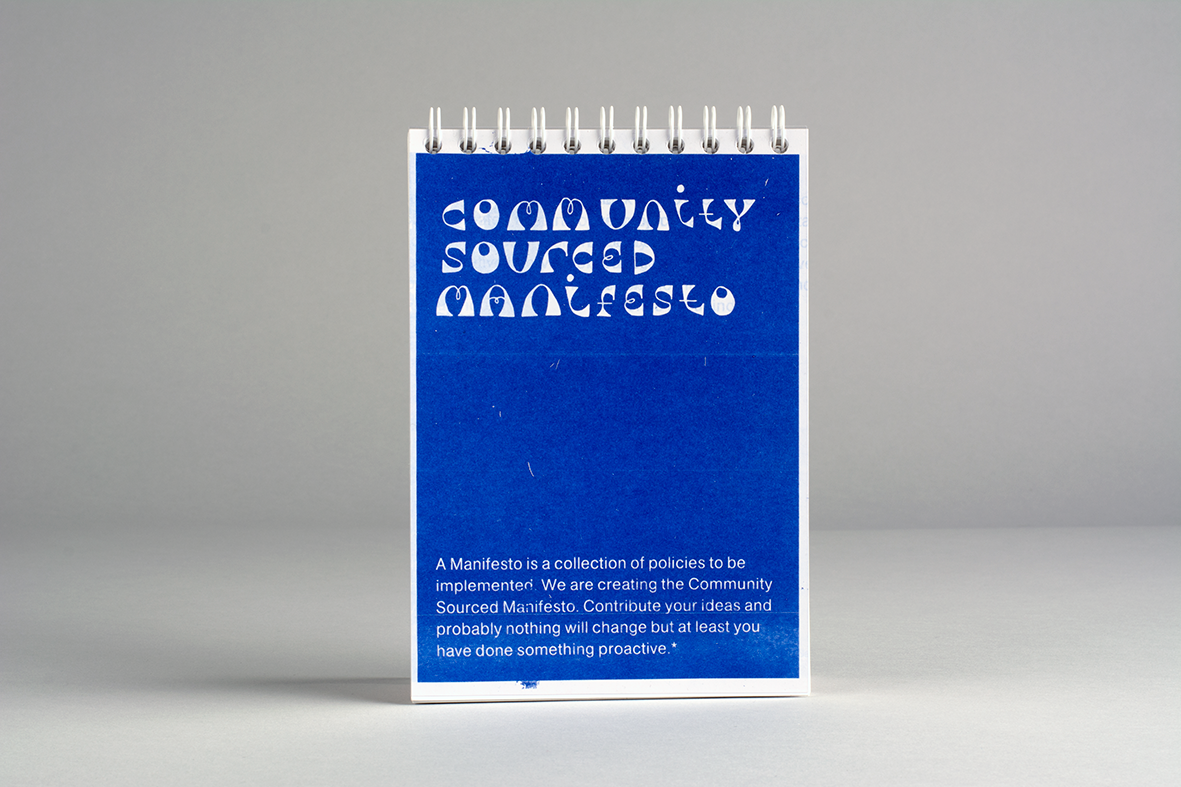 COMMUNITY
SOURCED
MANIFESTO
A Manifesto is a collection of policies to be
implemented. We are creating the Community
Sourced Manifesto. Contribute your ideas and
probably nothing will change but at least you
have done something proactive.*